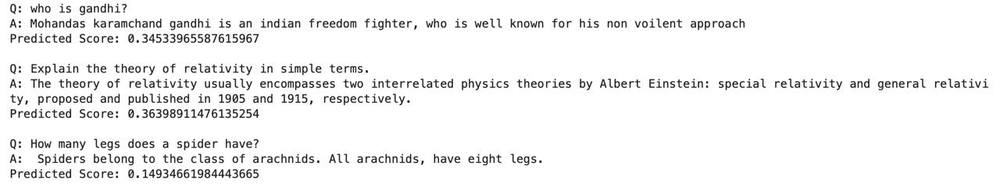 Q: who is gandhi?
A: Mohandas karamchand gandhi is an indian freedom fighter, who is well known for his non voilent approach
Predicted Score: 0.34533965587615967
Q: Explain the theory of relativity in simple terms.
A: The theory of relativity usually encompasses two interrelated physics theories by Albert Einstein: special relativity and general relativi
ty, proposed and published in 1905 and 1915, respectively.
Predicted Score: 0.36398911476135254
Q: How many legs does a spider have?
A:  Spiders belong to the class of arachnids. All arachnids, have eight legs.
Predicted Score: 0.14934661984443665